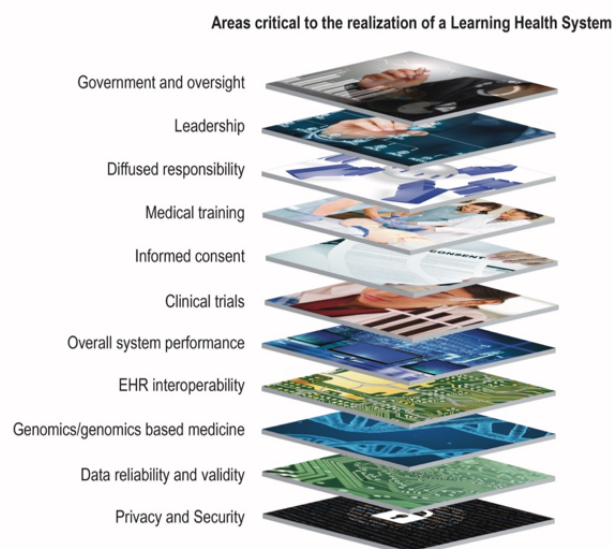 Areas critical to the realization of a Learning Health System
Government and oversight
Leadership
Diffused responsibility
Medical training
Informed consent
CONSENT
Clinical trials
Overall system performance
EHR interoperability
Genomics/genomics based medicine
Data reliability and validity
Privacy and Security